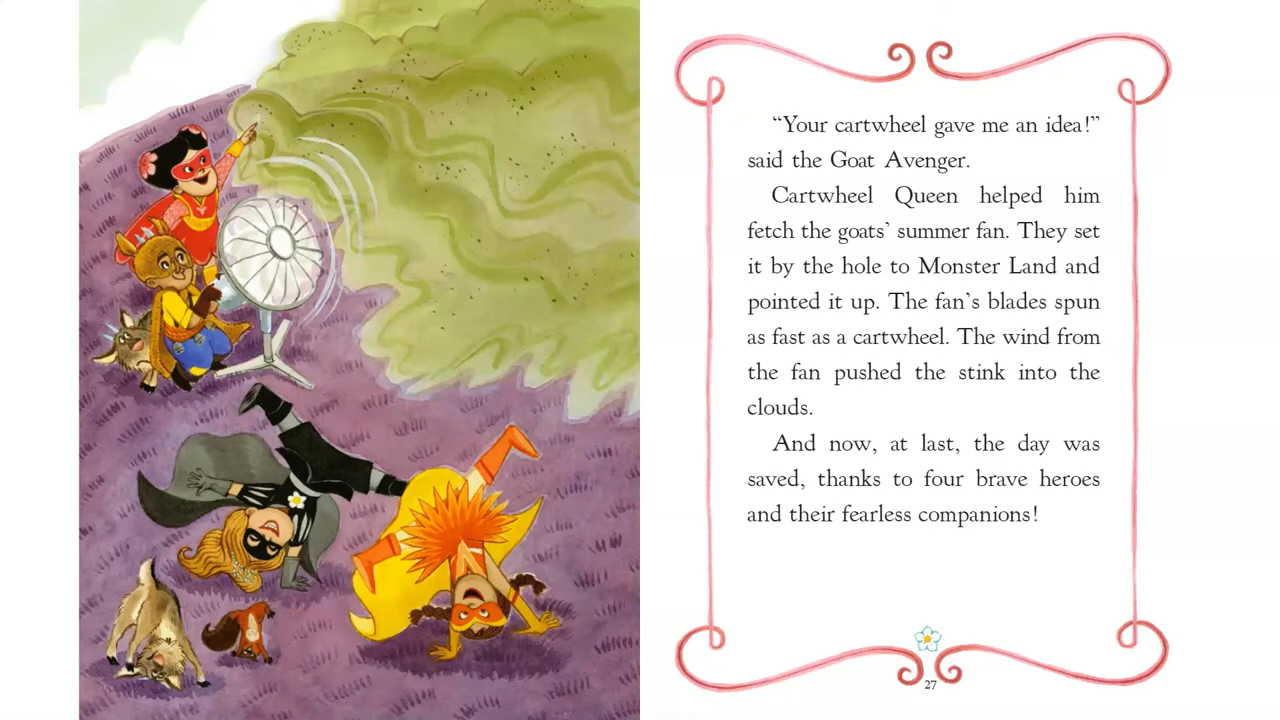 “Your cartwheel gave me an idea!”
said the Goat Avenger.
Cartwheel Queen helped him
fetch the goats’ summer fan. They set
it by the hole to Monster Land and
pointed it up. The fan’s blades spun
as fast as a cartwheel. The wind from
the fan pushed the stink into the
clouds.
And now, at last, the day was
saved, thanks to four brave heroes
and their fearless companions!
27